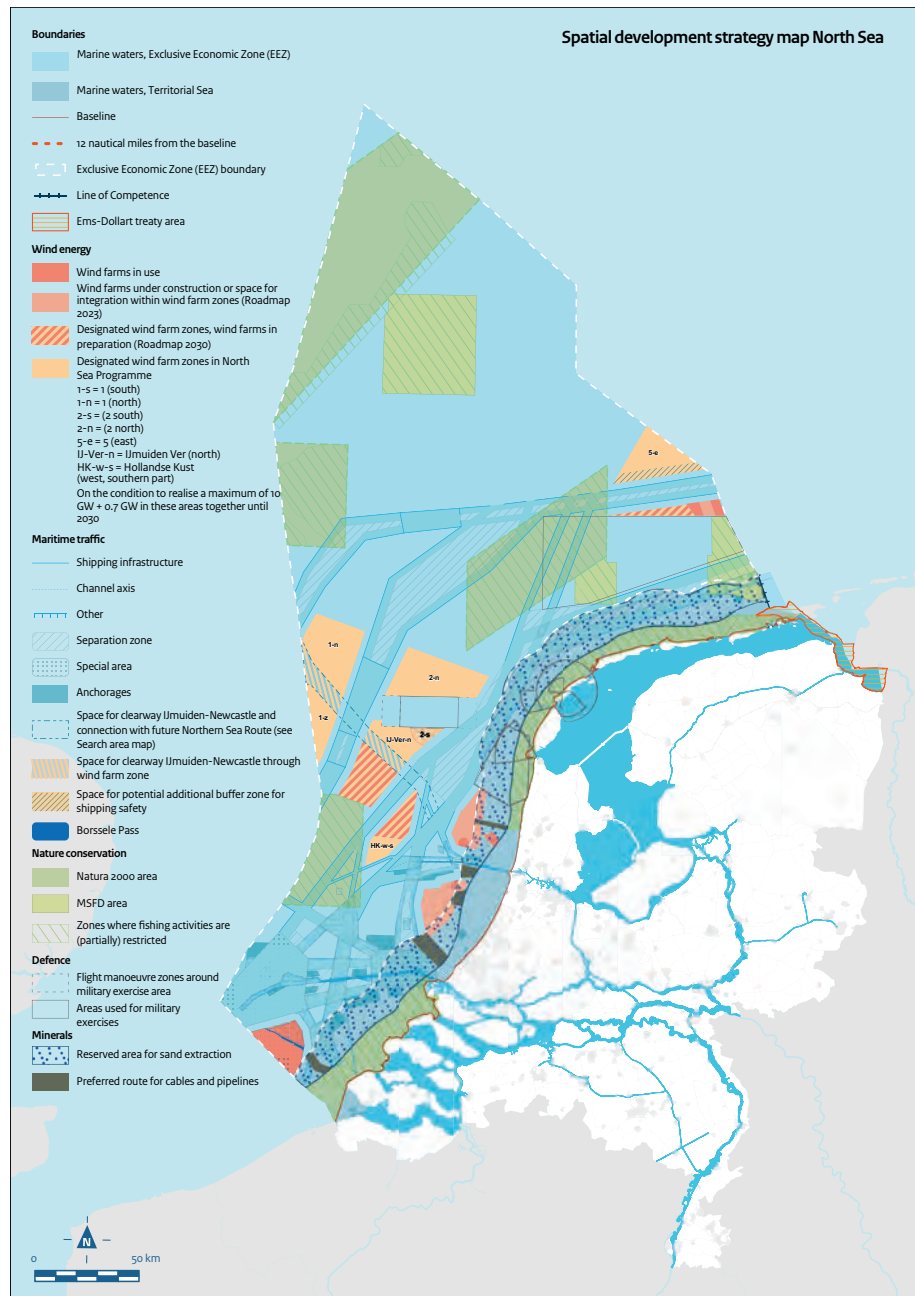 Spatial development strategy map North Sea
Boundaries
Marine waters, Exclusive Economic Zone (EEZ)
Marine waters, Territorial Sea
Baseline
12 nautical miles from the baseline
Exclusive Economic Zone (EEZ) boundary
Line of Competence
Ems-Dollart treaty area
Wind energy
Wind farms in use
Wind farms under construction or space for
integration within wind farm zones (Roadmap
2023)
Designated wind farm zones, wind farms in
preparation (Roadmap 2030)
Designated wind farm zones in North
Sea Programme
1-s = 1 (south)
1-n = 1 (north)
2-s = (2 south)
2-n = (2 north)
5-e = 5 (east)
IJ-Ver-n = IJmuiden Ver (north)
HK-w-s = Hollandse Kust
(west, southern part)
On the condition to realise a maximum of 10
GW + 0.7 GW in these areas together until
2030
Maritime traffic
Shipping infrastructure
Channel axis
Other
Separation zone
Special area
Anchorages
Space for clearway IJmuiden-Newcastle and
connection with future Northern Sea Route (see
Search area map)
Space for clearway IJmuiden-Newcastle through
wind farm zone
Space for potential additional buffer zone for
shipping safety
Borssele Pass
Nature conservation
Natura 2000 area
MSFD area
Zones where fishing activities are
(partially) restricted
Defence
Flight manoeuvre zones around
military exercise area
Areas used for military
exercises
Minerals
Reserved area for sand extraction
Preferred route for cables and pipelines
5-e
1-n
2-n
1-z
IJ-Ver-n
2-s
HK-w-s
N
0
50 km